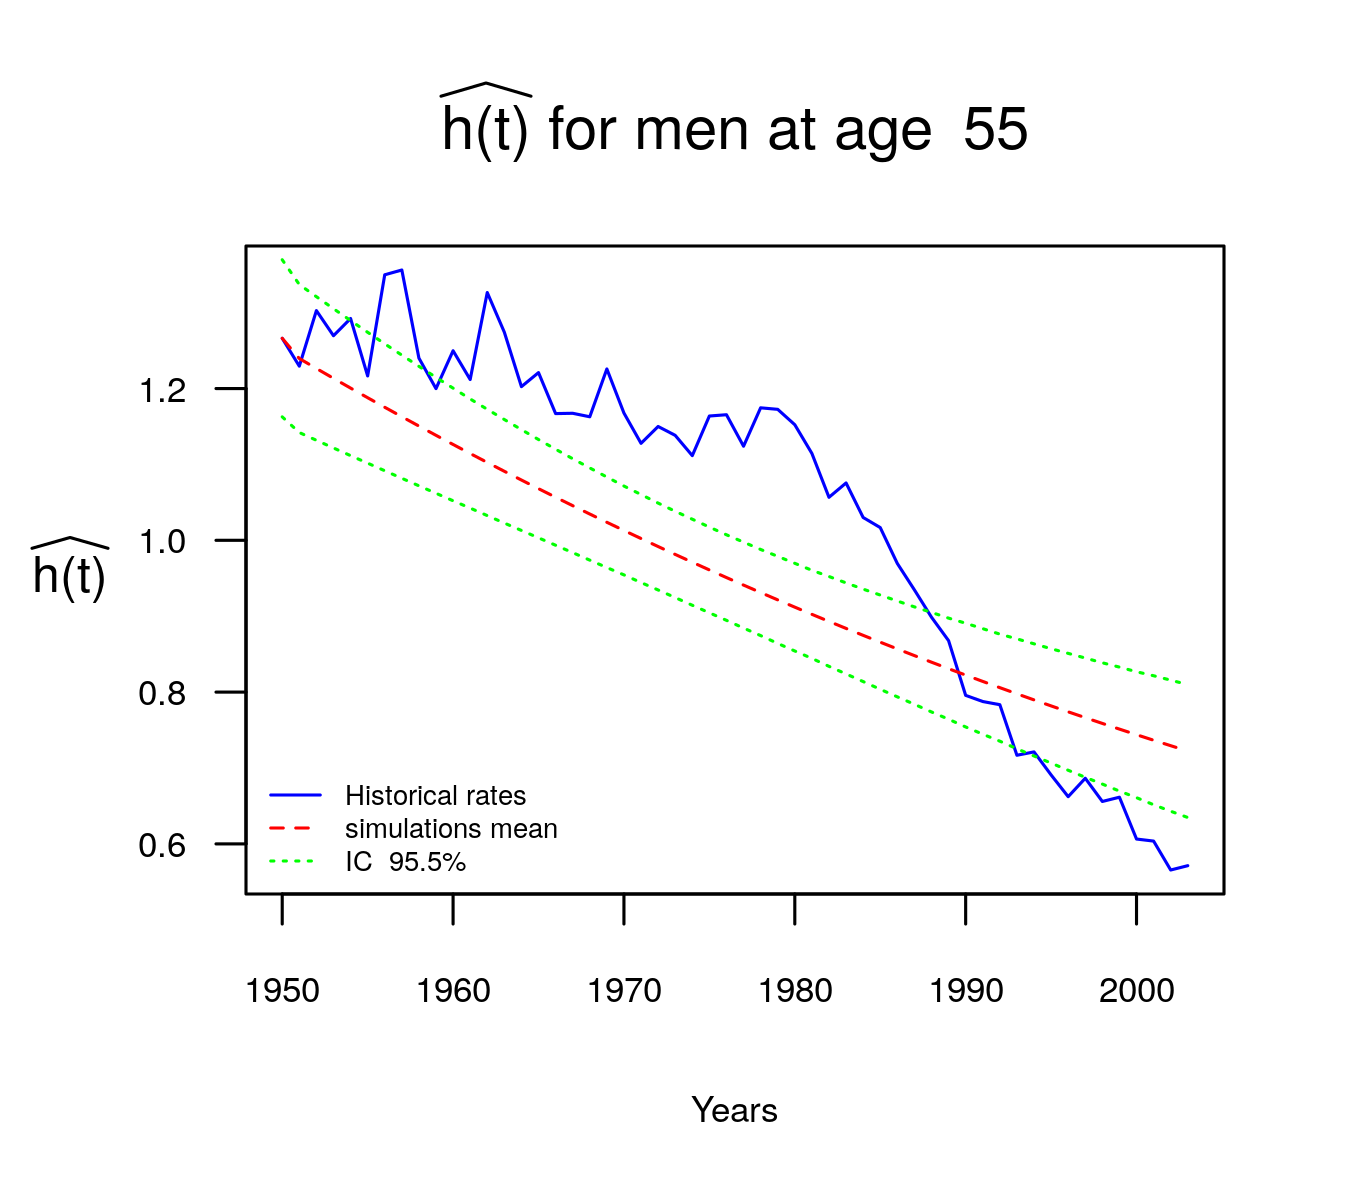 h(t) for men at age 55
h(t)
1.2
1.0
0.8
0.6
Historical rates
simulations mean
IC 95.5%
1950 1960 1970 1980 1990 2000
Years